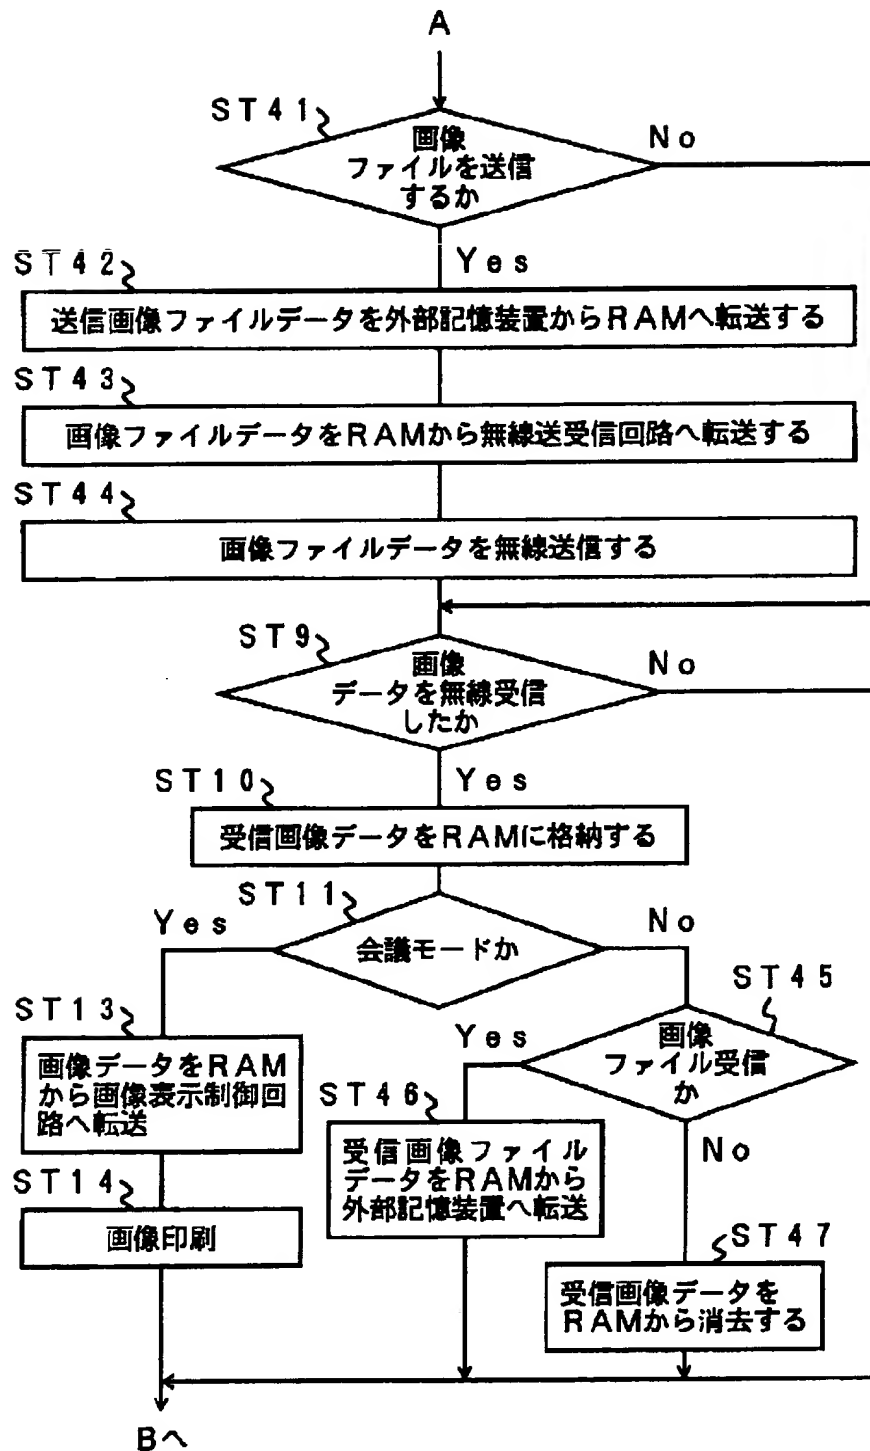 A
ST41
画像
ファイルを送信
するか
No
Yes
ST42
送信画像ファイルデータを外部記憶装置からRAMへ転送する
ST43
画像ファイルデータをRAMから無線送受信回路へ転送する
ST44
画像ファイルデータを無線送信する
ST9
画像
データを無線受信
したか
No
Yes
ST10
受信画像データをRAMに格納する
ST11
会議モードか
Yes
No
ST13
画像データをRAM
から画像表示制御回
路へ転送
ST14
画像印刷
ST45
画像
ファイル受信
か
Yes
No
ST46
受信画像ファイル
データをRAMから
外部記憶装置へ転送
ST47
受信画像データを
RAMから消去する
Bへ